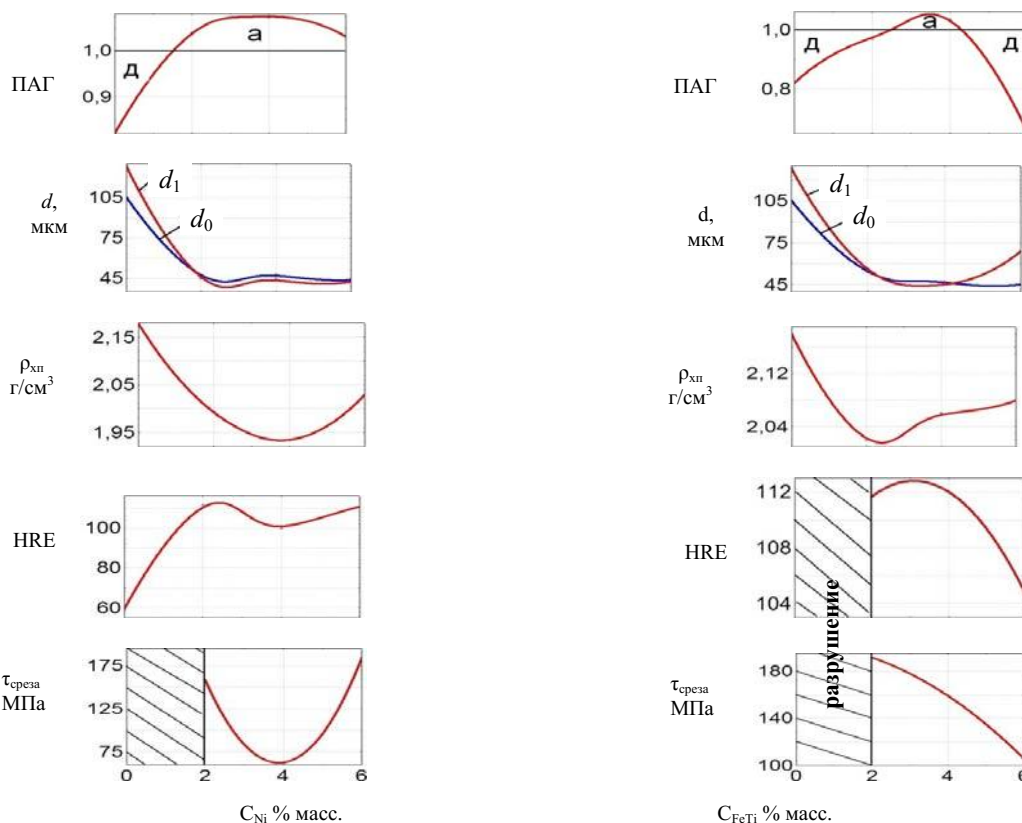 ПАГ
1,0
0,9
а
д
d,
мкм
105
75
45
d₁
d₀
ρхп
г/см³
2,15
2,05
1,95
HRE
100
80
60
τсреза
МПа
175
125
75
0 2 4 6
C_Ni % масс.
ПАГ
1,0
0,8
д
а
д
d,
мкм
105
75
45
d₁
d₀
ρхп
г/см³
2,12
2,04
HRE
112
108
104
разрушение
τсреза
МПа
180
140
100
0 2 4 6
C_FeTi % масс.